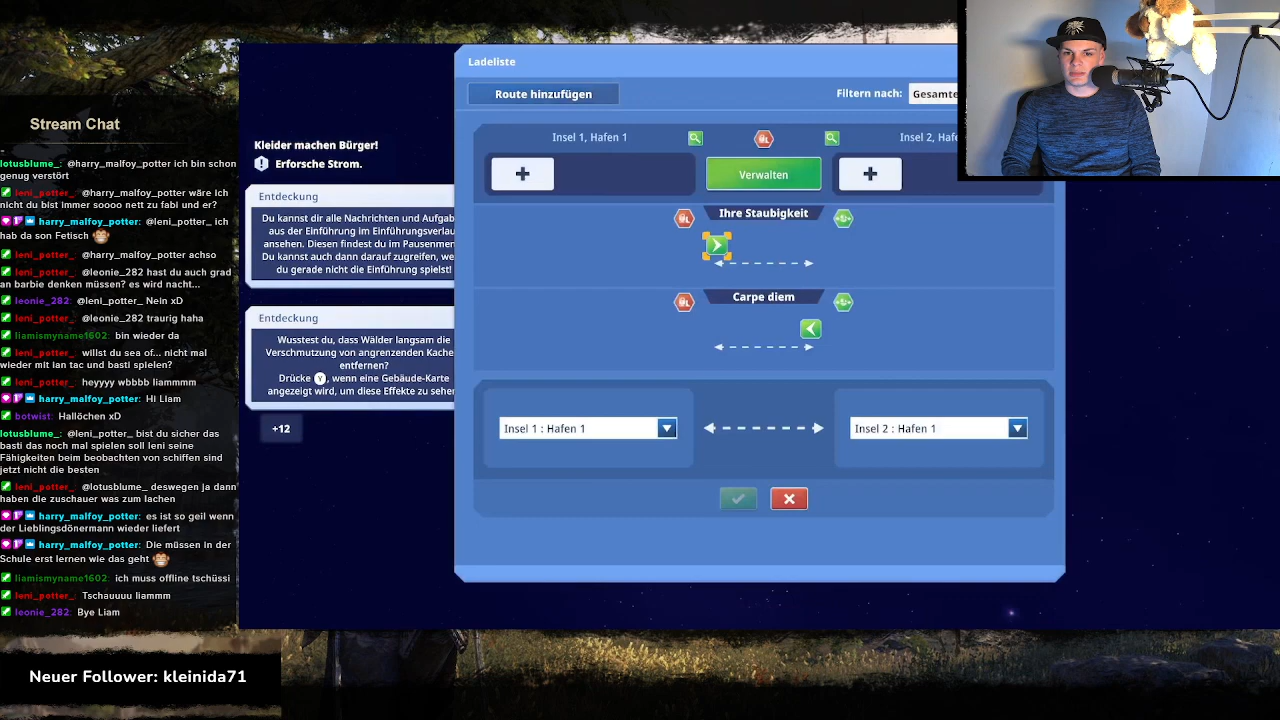 Stream Chat
lotusblume_: @harry_malfoy_potter ich bin schon
genug verstört
leni_potter_: @harry_malfoy_potter wäre ich
nicht du bist immer soooo nett zu fabi und er?
harry_malfoy_potter: @leni_potter_ ich
hab da son Fetisch
leni_potter_: @harry_malfoy_potter achso
leni_potter_: @leonie_282 hast du auch grad
an barbie denken müssen? es wird nacht...
leonie_282: @leni_potter_ Nein xD
leni_potter_: @leonie_282 traurig haha
liamismyname1602: bin wieder da
leni_potter_: willst du sea of... nicht mal
wieder mit ian tac und basti spielen?
leni_potter_: heyyyy wbbbb liammmm
harry_malfoy_potter: Hi Liam
botwist: Hallöchen xD
lotusblume_: @leni_potter_ bist du sicher das
basti das noch mal spielen soll leni seine
Fähigkeiten beim beobachten von schiffen sind
jetzt nicht die besten
leni_potter_: @lotusblume_ deswegen ja dann
haben die zuschauer was zum lachen
harry_malfoy_potter: es ist so geil wenn
der Lieblingsdönermann wieder liefert
harry_malfoy_potter: Die müssen in der
Schule erst lernen wie das geht
liamismyname1602: ich muss offline tschüssi
leni_potter_: Tschauuuu liammm
leonie_282: Bye Liam
Neuer Follower: kleinida71
Kleider machen Bürger!
Erforsche Strom.
Entdeckung
Du kannst dir alle Nachrichten und Aufgab
aus der Einführung im Einführungsverlau
ansehen. Diesen findest du im Pausenmen
Du kannst auch dann darauf zugreifen, we
du gerade nicht die Einführung spielst!
Entdeckung
Wusstest du, dass Wälder langsam die
Verschmutzung von angrenzenden Kache
entfernen?
Drücke Y, wenn eine Gebäude-Karte
angezeigt wird, um diese Effekte zu seher
+12
Ladeliste
Route hinzufügen
Filtern nach:
Gesamte
Insel 1, Hafen 1
Insel 2, Hafe
Verwalten
Ihre Staubigkeit
Carpe diem
Insel 1 : Hafen 1
Insel 2 : Hafen 1